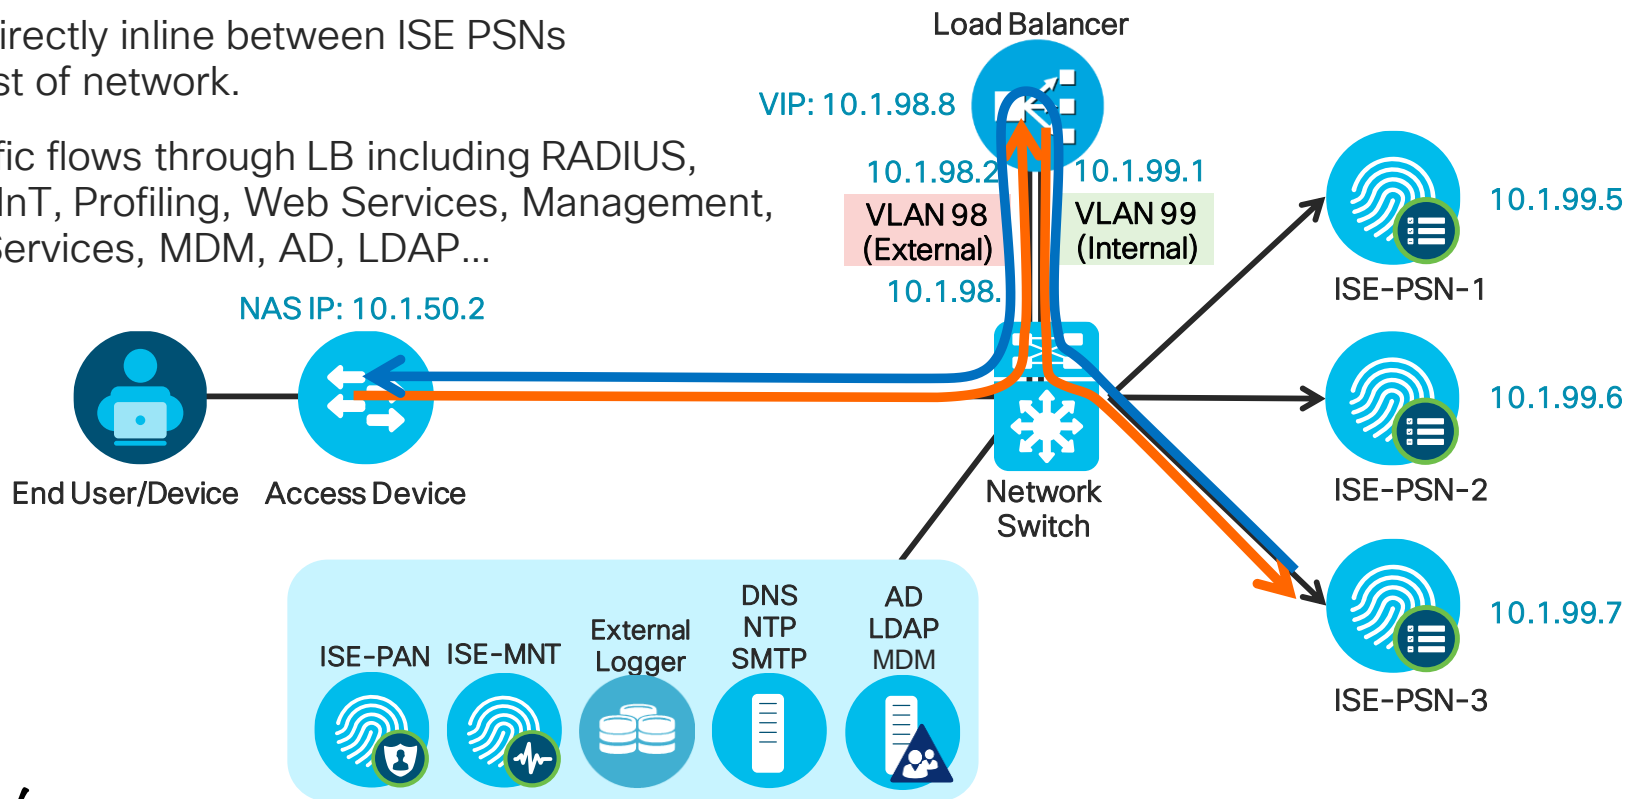 irectly inline between ISE PSNs
st of network.
fic flows through LB including RADIUS,
nT, Profiling, Web Services, Management,
Services, MDM, AD, LDAP...
Load Balancer
VIP: 10.1.98.8
10.1.98.2
10.1.99.1
VLAN 98
(External)
VLAN 99
(Internal)
10.1.98.
NAS IP: 10.1.50.2
End User/Device
Access Device
Network
Switch
10.1.99.5
ISE-PSN-1
10.1.99.6
ISE-PSN-2
10.1.99.7
ISE-PSN-3
ISE-PAN
ISE-MNT
External
Logger
DNS
NTP
SMTP
AD
LDAP
MDM